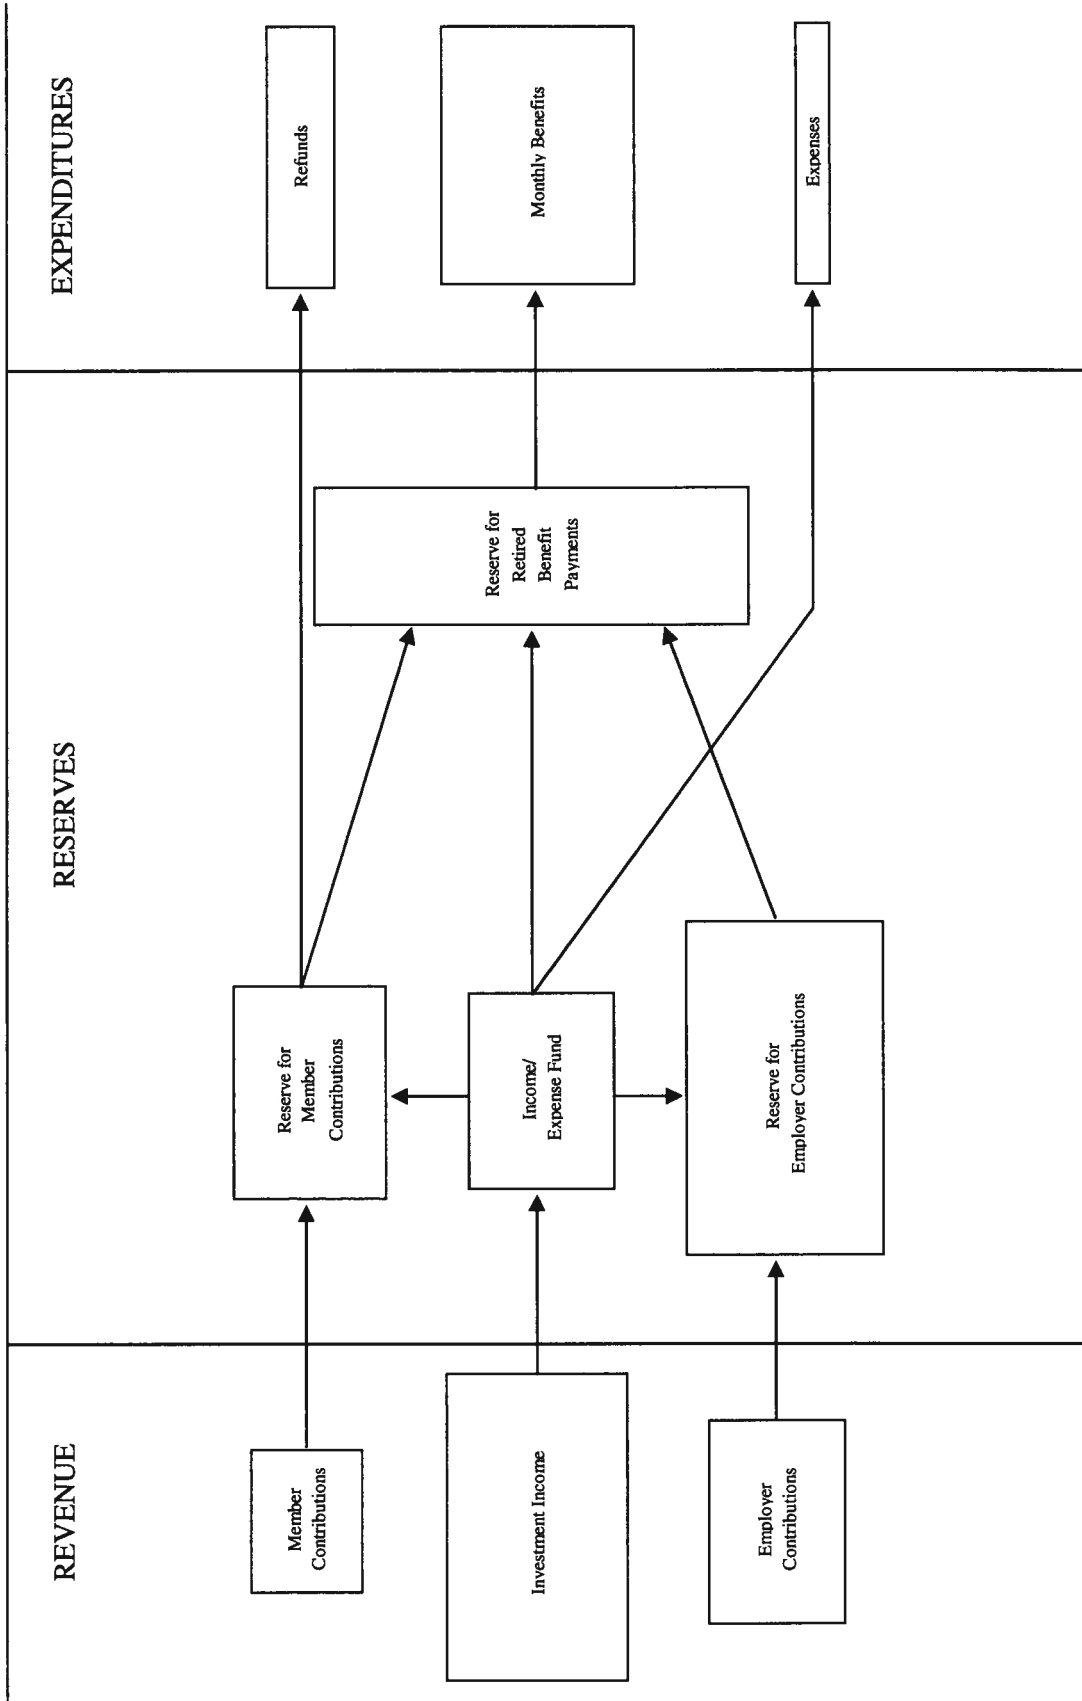 REVENUE
RESERVES
EXPENDITURES
Member
Contributions
Reserve for
Member
Contributions
Refunds
Investment Income
Income/
Expense Fund
Reserve for
Retired
Benefit
Payments
Monthly Benefits
Employer
Contributions
Reserve for
Employer Contributions
Expenses